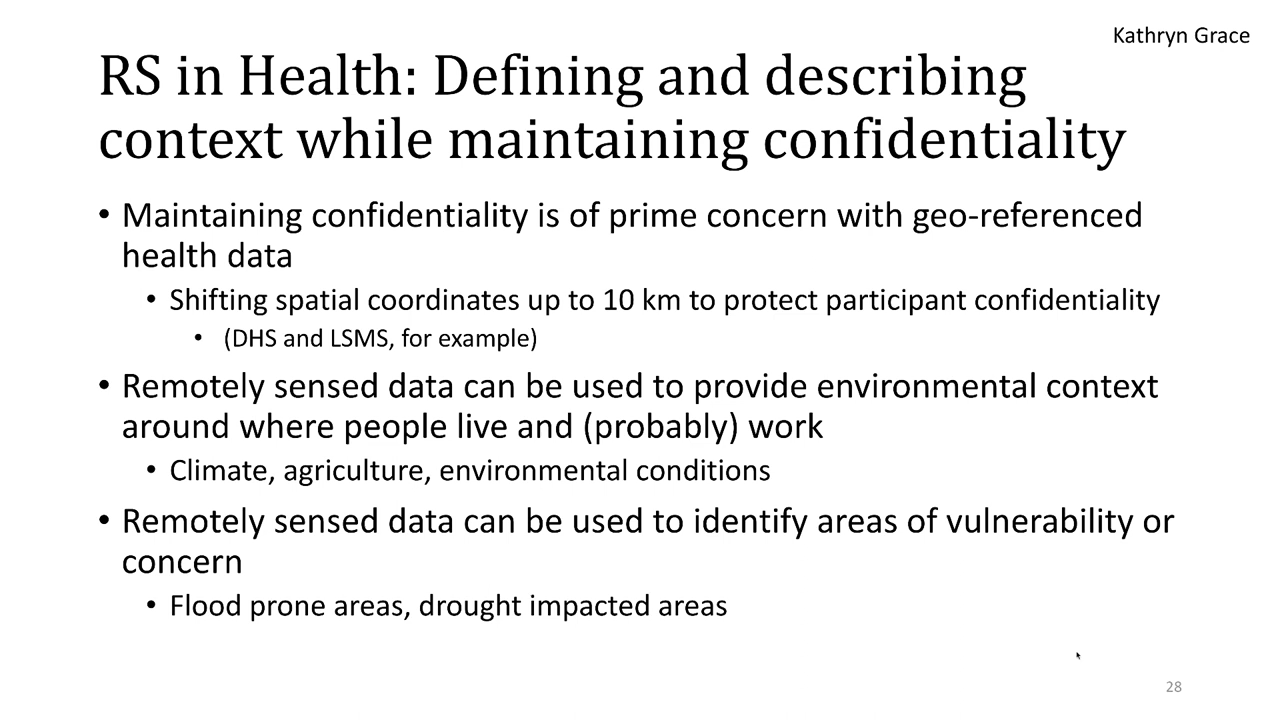 Kathryn Grace
RS in Health: Defining and describing
context while maintaining confidentiality
• Maintaining confidentiality is of prime concern with geo-referenced
health data
• Shifting spatial coordinates up to 10 km to protect participant confidentiality
• (DHS and LSMS, for example)
• Remotely sensed data can be used to provide environmental context
around where people live and (probably) work
• Climate, agriculture, environmental conditions
• Remotely sensed data can be used to identify areas of vulnerability or
concern
• Flood prone areas, drought impacted areas
28